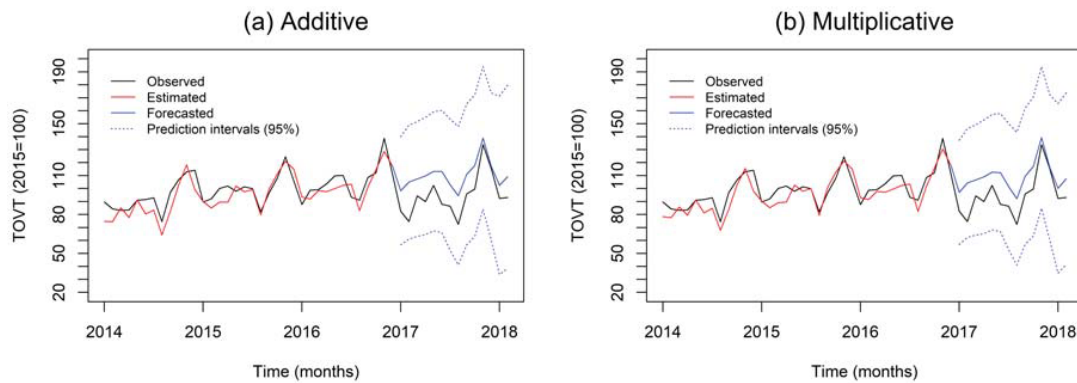 (a) Additive
TOVT (2015=100)
190
150
110
80
50
20
Observed
Estimated
Forecasted
Prediction intervals (95%)
2014 2015 2016 2017 2018
Time (months)
(b) Multiplicative
TOVT (2015=100)
190
150
110
80
50
20
Observed
Estimated
Forecasted
Prediction intervals (95%)
2014 2015 2016 2017 2018
Time (months)